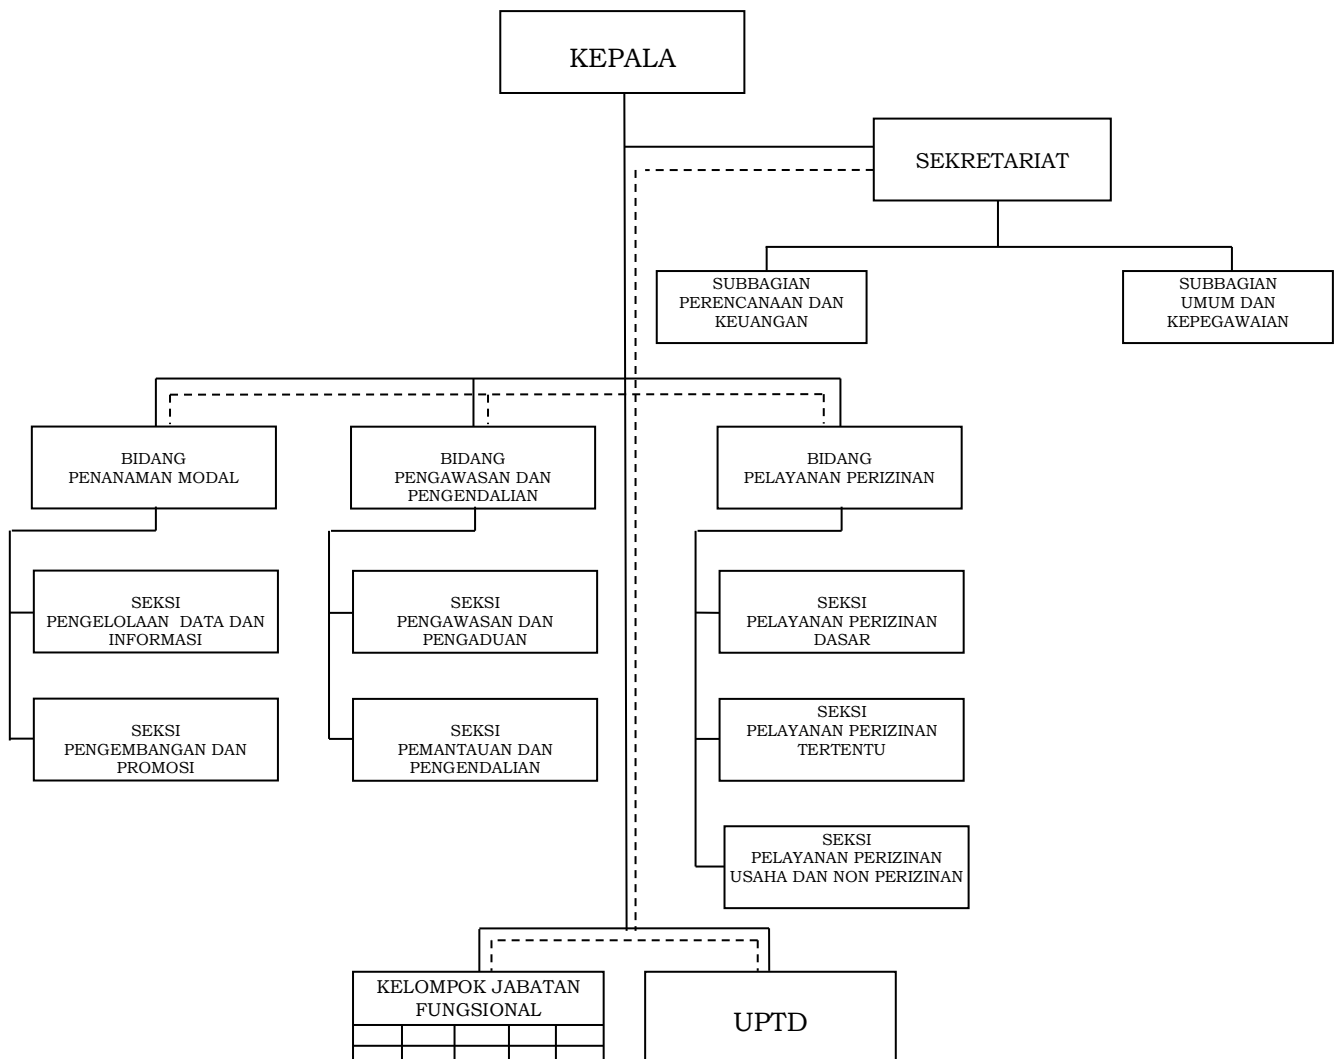 KEPALA
SEKRETARIAT
SUBBAGIAN
PERENCANAAN DAN
KEUANGAN
SUBBAGIAN
UMUM DAN
KEPEGAWAIAN
BIDANG
PENANAMAN MODAL
BIDANG
PENGAWASAN DAN
PENGENDALIAN
BIDANG
PELAYANAN PERIZINAN
SEKSI
PENGELOLAAN  DATA DAN
INFORMASI
SEKSI
PENGAWASAN DAN
PENGADUAN
SEKSI
PELAYANAN PERIZINAN
DASAR
SEKSI
PENGEMBANGAN DAN
PROMOSI
SEKSI
PEMANTAUAN DAN
PENGENDALIAN
SEKSI
PELAYANAN PERIZINAN
TERTENTU
SEKSI
PELAYANAN PERIZINAN
USAHA DAN NON PERIZINAN
KELOMPOK JABATAN
FUNGSIONAL
UPTD